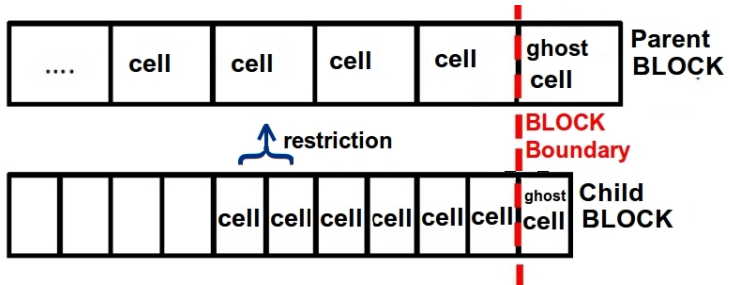 .... cell cell cell cell ghost cell
Parent BLOCK
restriction
BLOCK Boundary
cell cell cell cell cell cell ghost cell
Child BLOCK